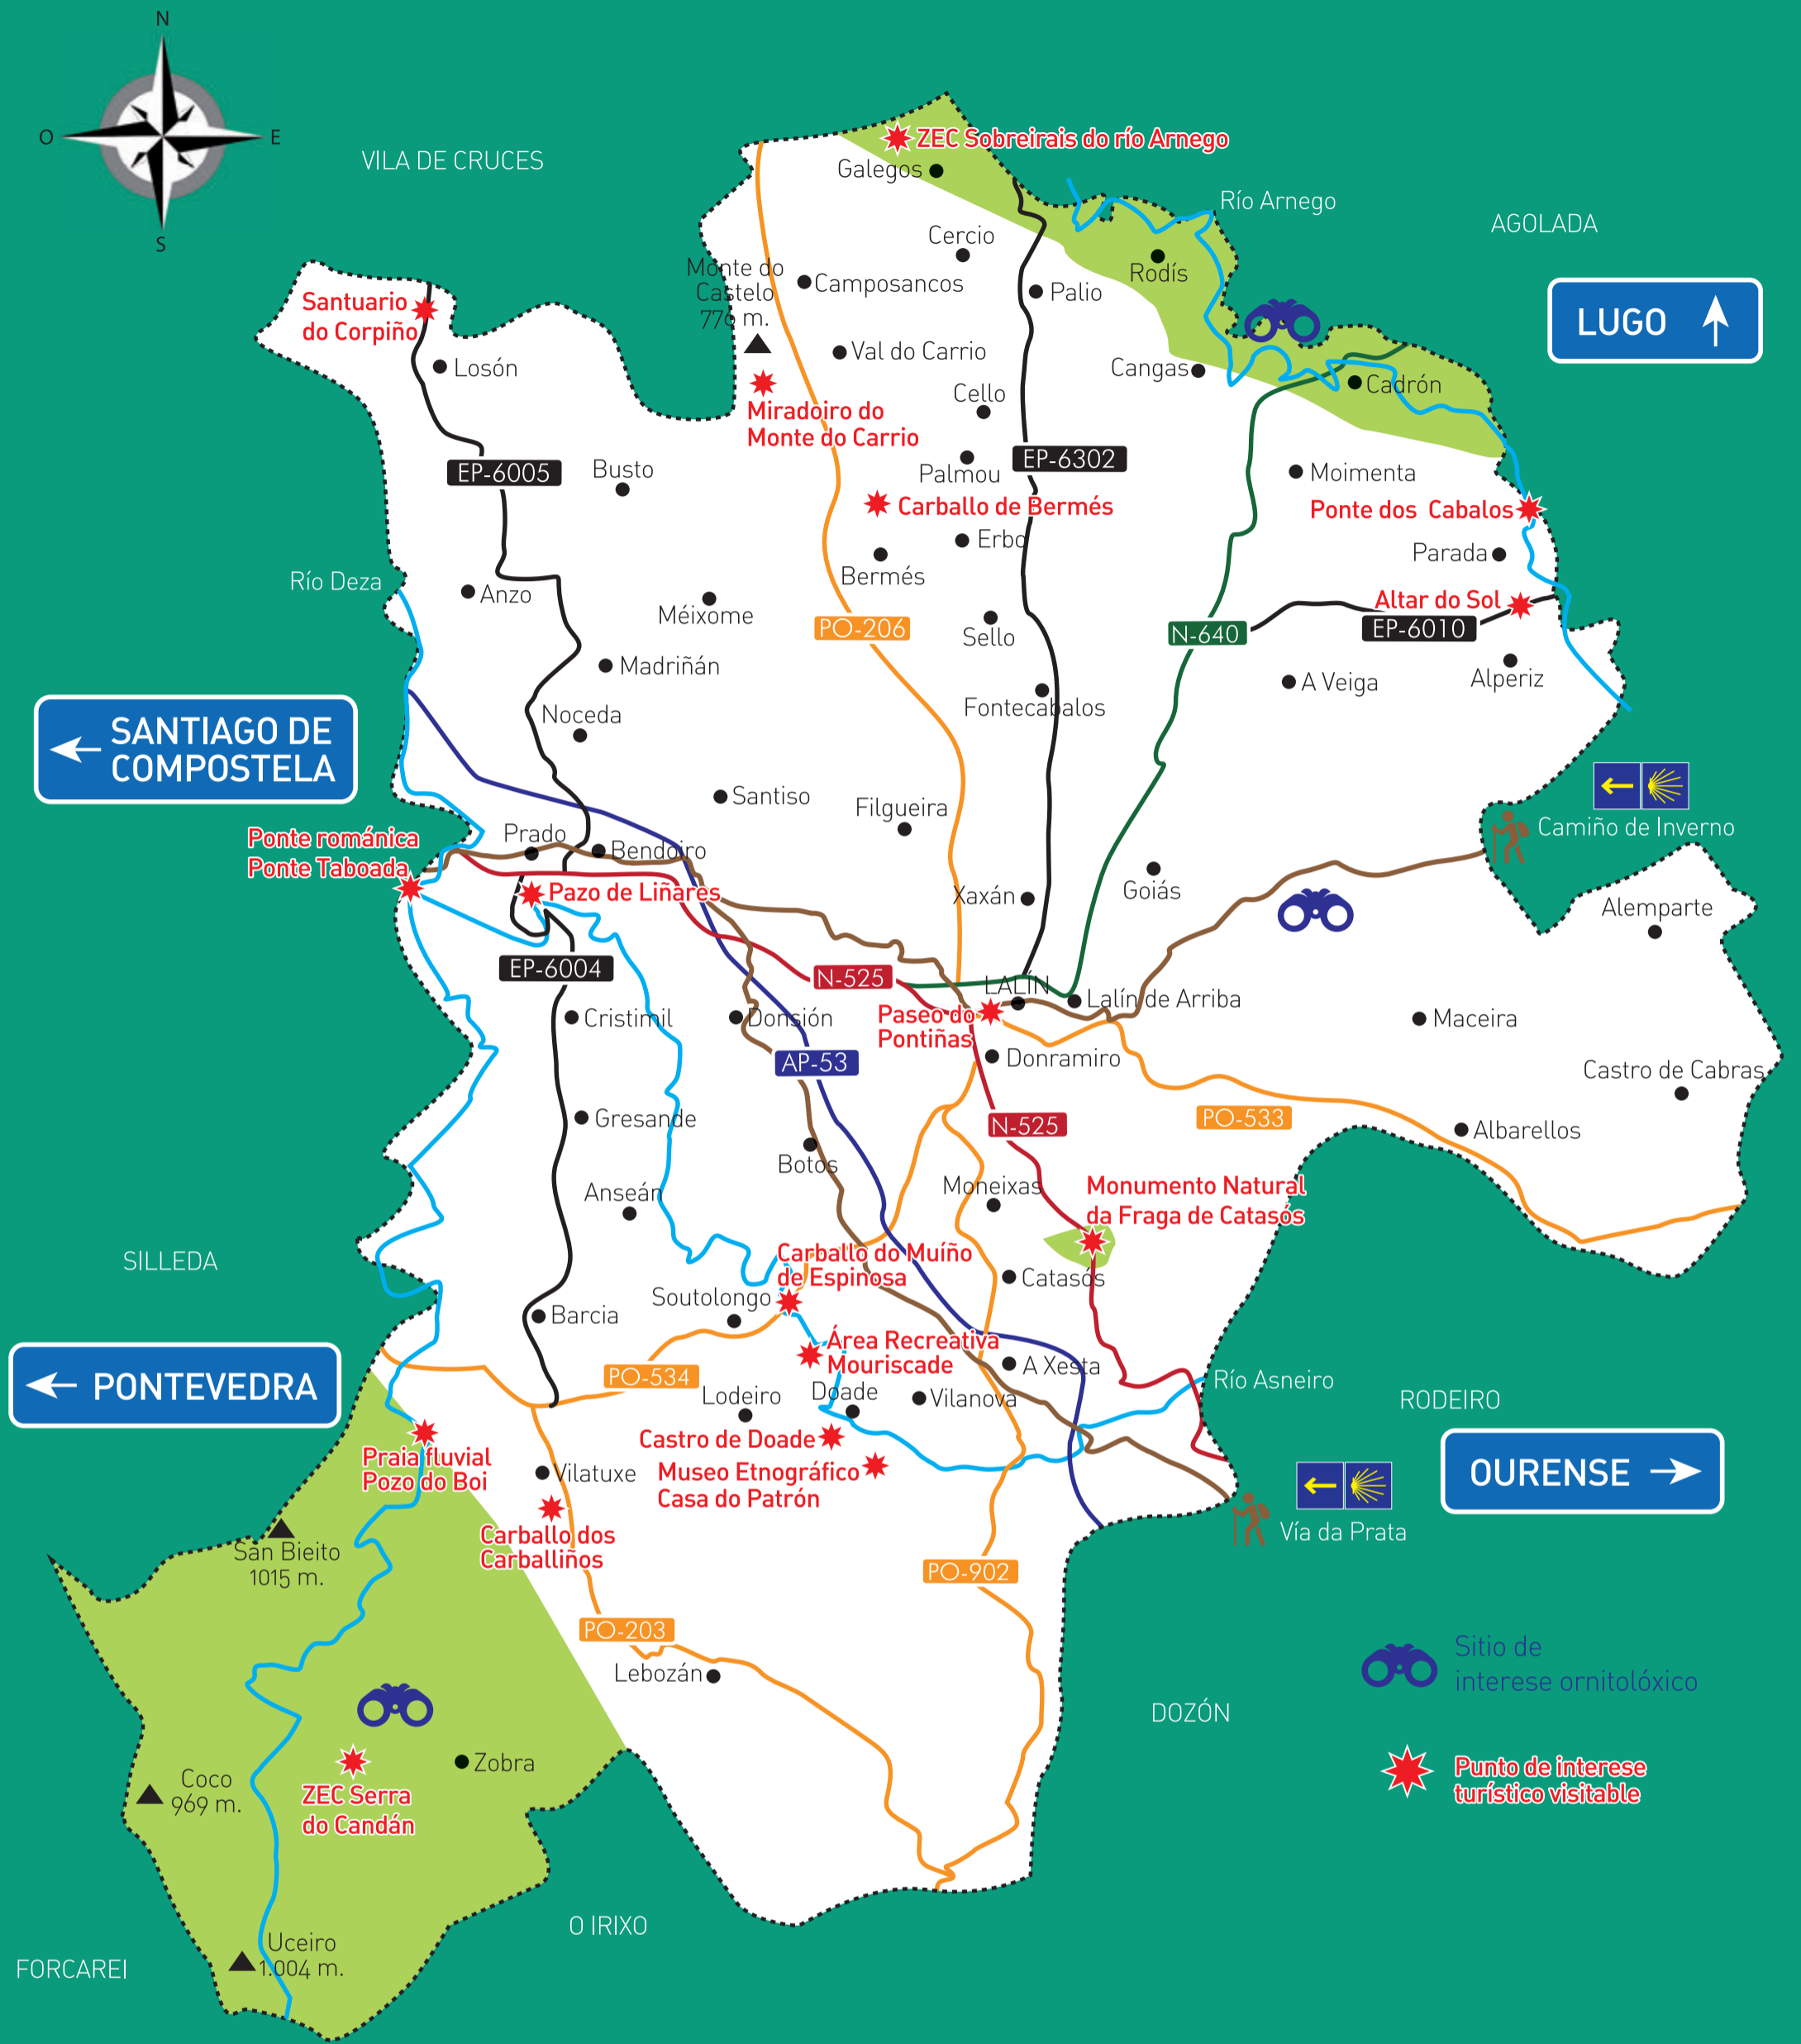 N
O
E
S
VILA DE CRUCES
ZEC Sobreirais do río Arnego
Galegos
Río Arnego
AGOLADA
Cercio
Rodís
Monte do
Castelo
776 m.
Camposancos
Palio
Santuario
do Corpiño
LUGO
Losón
Val do Carrio
Cangas
Cadrón
Cello
Miradoiro do
Monte do Carrio
EP-6005
Busto
Palmou
EP-6302
Moimenta
Carballo de Bermés
Ponte dos Cabalos
Erbo
Parada
Río Deza
Bermés
Anzo
Méixome
Altar do Sol
PO-206
Sello
N-640
EP-6010
Madriñán
A Veiga
Alperiz
Noceda
Fontecabalos
SANTIAGO DE
COMPOSTELA
Santiso
Filgueira
Camiño de Inverno
Ponte románica
Ponte Taboada
Prado
Bendoiro
Pazo de Liñares
Xaxán
Goiás
Alemparte
EP-6004
N-525
LALÍN
Lalín de Arriba
Cristimil
Donsión
Paseo do
Pontiñas
Maceira
AP-53
Donramiro
Castro de Cabras
Gresande
N-525
PO-533
Albarellos
Botos
Anseán
Moneixas
Monumento Natural
da Fraga de Catasós
SILLEDA
Carballo do Muíño
de Espinosa
Catasós
Soutolongo
Barcia
Área Recreativa
Mouriscade
A Xesta
PO-534
PONTEVEDRA
Lodeiro
Doade
Vilanova
Río Asneiro
RODEIRO
Castro de Doade
Praia fluvial
Pozo do Boi
Vilatuxe
Museo Etnográfico
Casa do Patrón
OURENSE
Carballo dos
Carballiños
Vía da Prata
San Bieito
1015 m.
PO-902
PO-203
Lebozán
Sitio de
interese ornitolóxico
DOZÓN
Zobra
Coco
969 m.
ZEC Serra
do Candán
Punto de interese
turístico visitable
O IRIXO
Uceiro
1.004 m.
FORCAREI